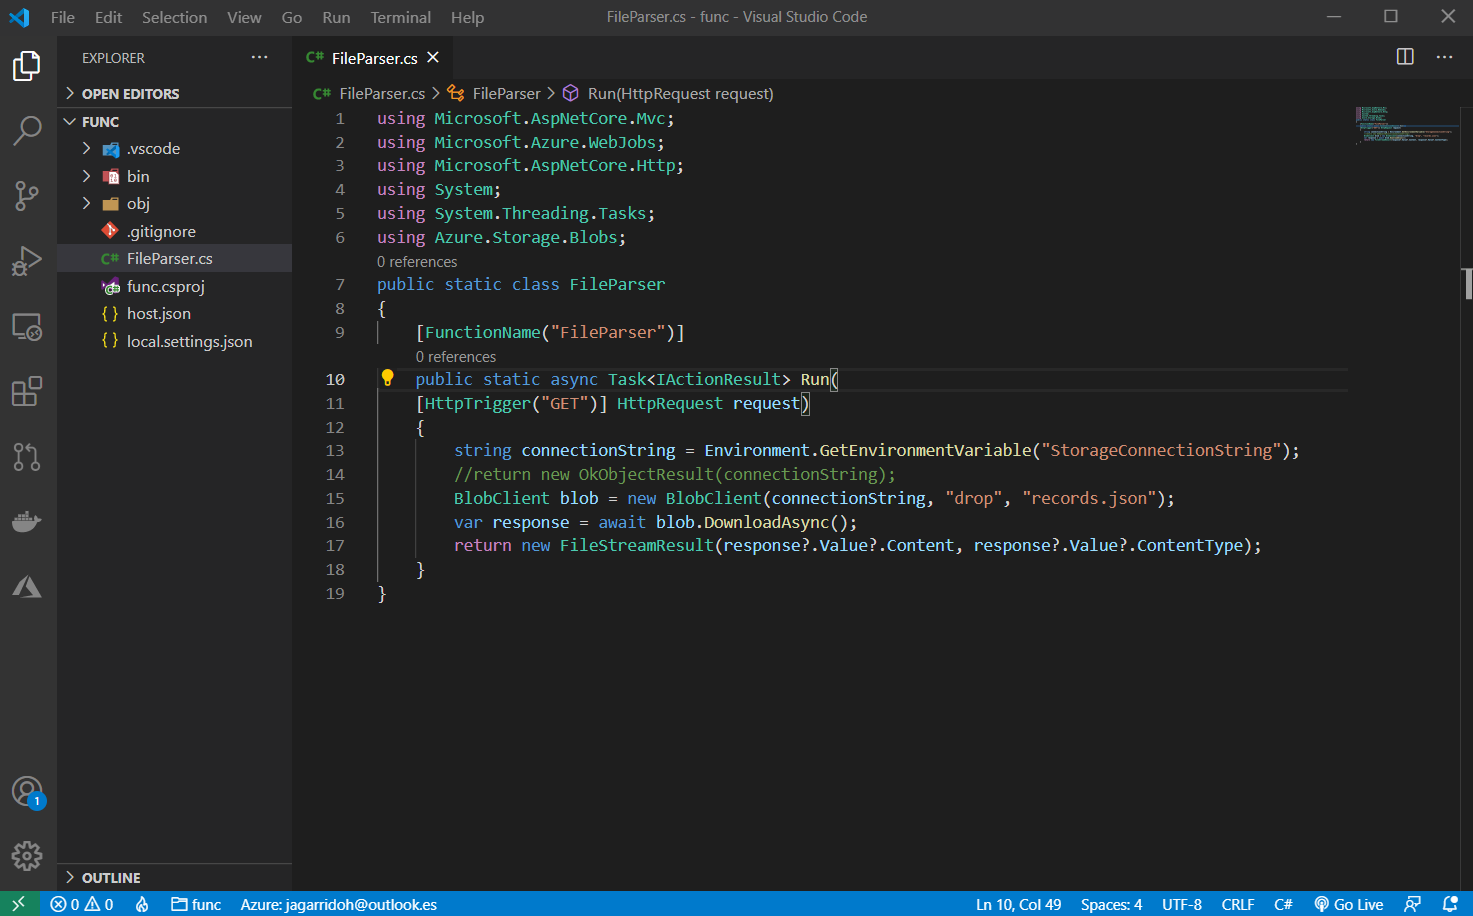 File Edit Selection View Go Run Terminal Help FileParser.cs - func - Visual Studio Code
EXPLORER
FileParser.cs
OPEN EDITORS
FUNC
.vscode
bin
obj
.gitignore
FileParser.cs
func.csproj
host.json
local.settings.json
OUTLINE
1
FileParser.cs > FileParser > Run(HttpRequest request)
1 using Microsoft.AspNetCore.Mvc;
2 using Microsoft.Azure.WebJobs;
3 using Microsoft.AspNetCore.Http;
4 using System;
5 using System.Threading.Tasks;
6 using Azure.Storage.Blobs;
0 references
7 public static class FileParser
8 {
9 [FunctionName("FileParser")]
0 references
10 public static async Task<IActionResult> Run(
11 [HttpTrigger("GET")] HttpRequest request)
12 {
13 string connectionString = Environment.GetEnvironmentVariable("StorageConnectionString");
14 //return new OkObjectResult(connectionString);
15 BlobClient blob = new BlobClient(connectionString, "drop", "records.json");
16 var response = await blob.DownloadAsync();
17 return new FileStreamResult(response?.Value?.Content, response?.Value?.ContentType);
18 }
19 }
0 0 func Azure: jagarridoh@outlook.es Ln 10, Col 49 Spaces: 4 UTF-8 CRLF C# Go Live